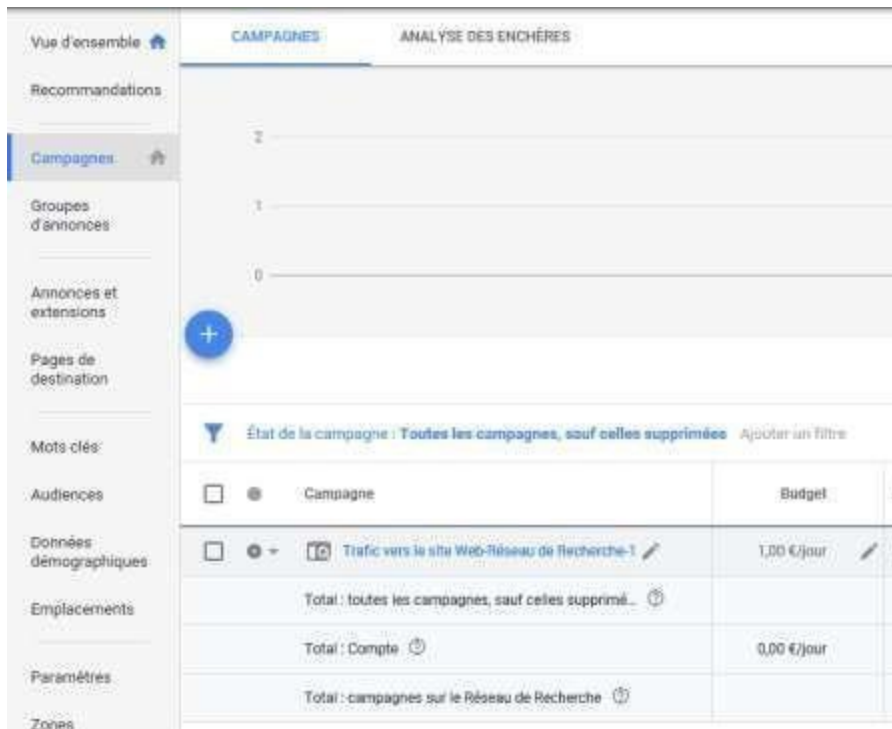 Vue d'ensemble
Recommandations
Campagnes
Groupes
d'annonces
Annonces et
extensions
Pages de
destination
Mots clés
Audiences
Données
démographiques
Emplacements
Paramètres
Zones
CAMPAGNES
ANALYSE DES ENCHÈRES
2
1
0
+
État de la campagne : Toutes les campagnes, sauf celles supprimées Ajouter un filtre
Campagne Budget
Trafic vers le site Web-Réseau de Recherche-1 1,00 €/jour
Total : toutes les campagnes, sauf celles supprimé...
Total : Compte 0,00 €/jour
Total : campagnes sur le Réseau de Recherche